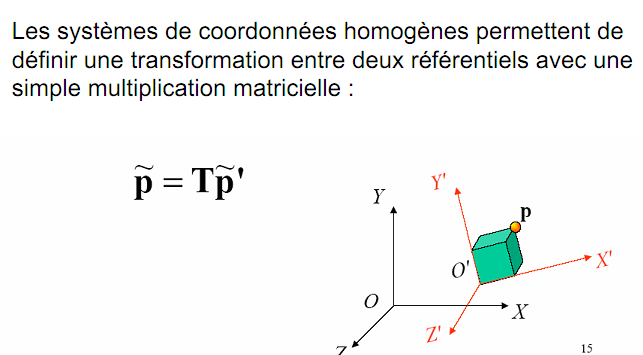 Les systèmes de coordonnées homogènes permettent de
définir une transformation entre deux référentiels avec une
simple multiplication matricielle :
p̃ = Tp̃'
Y
Y'
p
O'
X'
O
X
Z'
Z
15